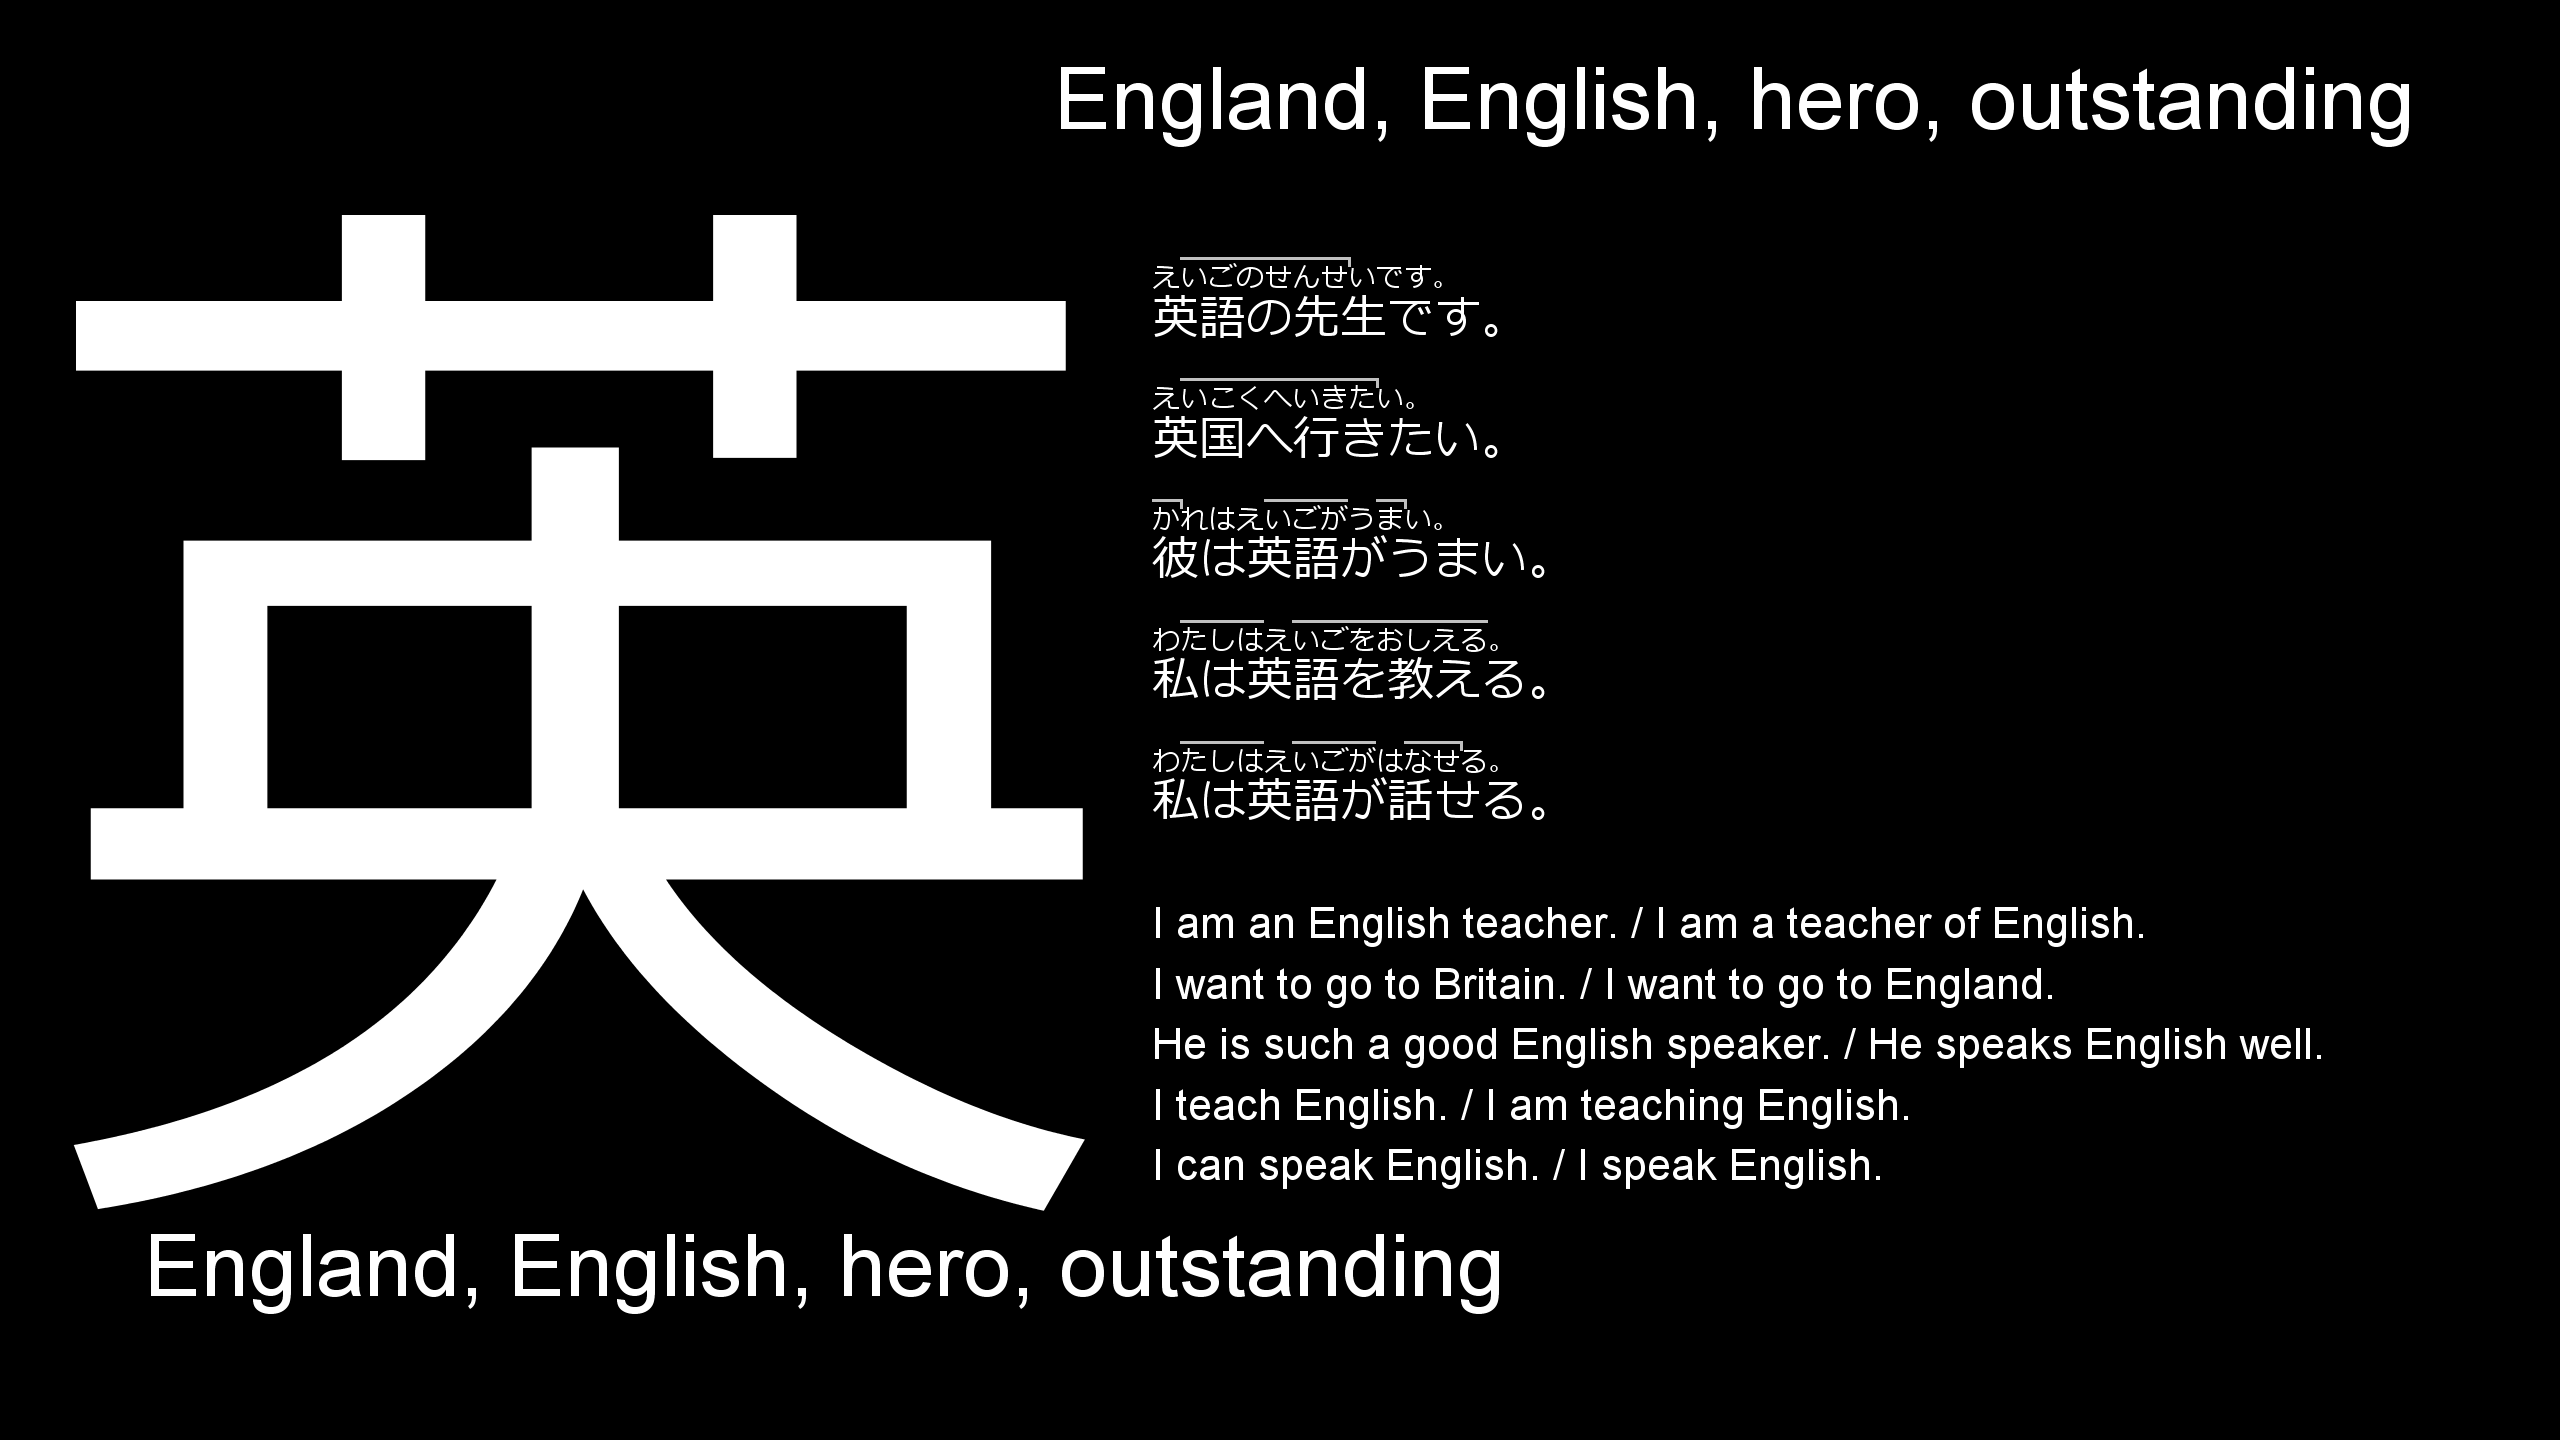 England, English, hero, outstanding
英
えいごのせんせいです。
英語の先生です。
えいこくへいきたい。
英国へ行きたい。
かれはえいごがうまい。
彼は英語がうまい。
わたしはえいごをおしえる。
私は英語を教える。
わたしはえいごがはなせる。
私は英語が話せる。
I am an English teacher. / I am a teacher of English.
I want to go to Britain. / I want to go to England.
He is such a good English speaker. / He speaks English well.
I teach English. / I am teaching English.
I can speak English. / I speak English.
England, English, hero, outstanding